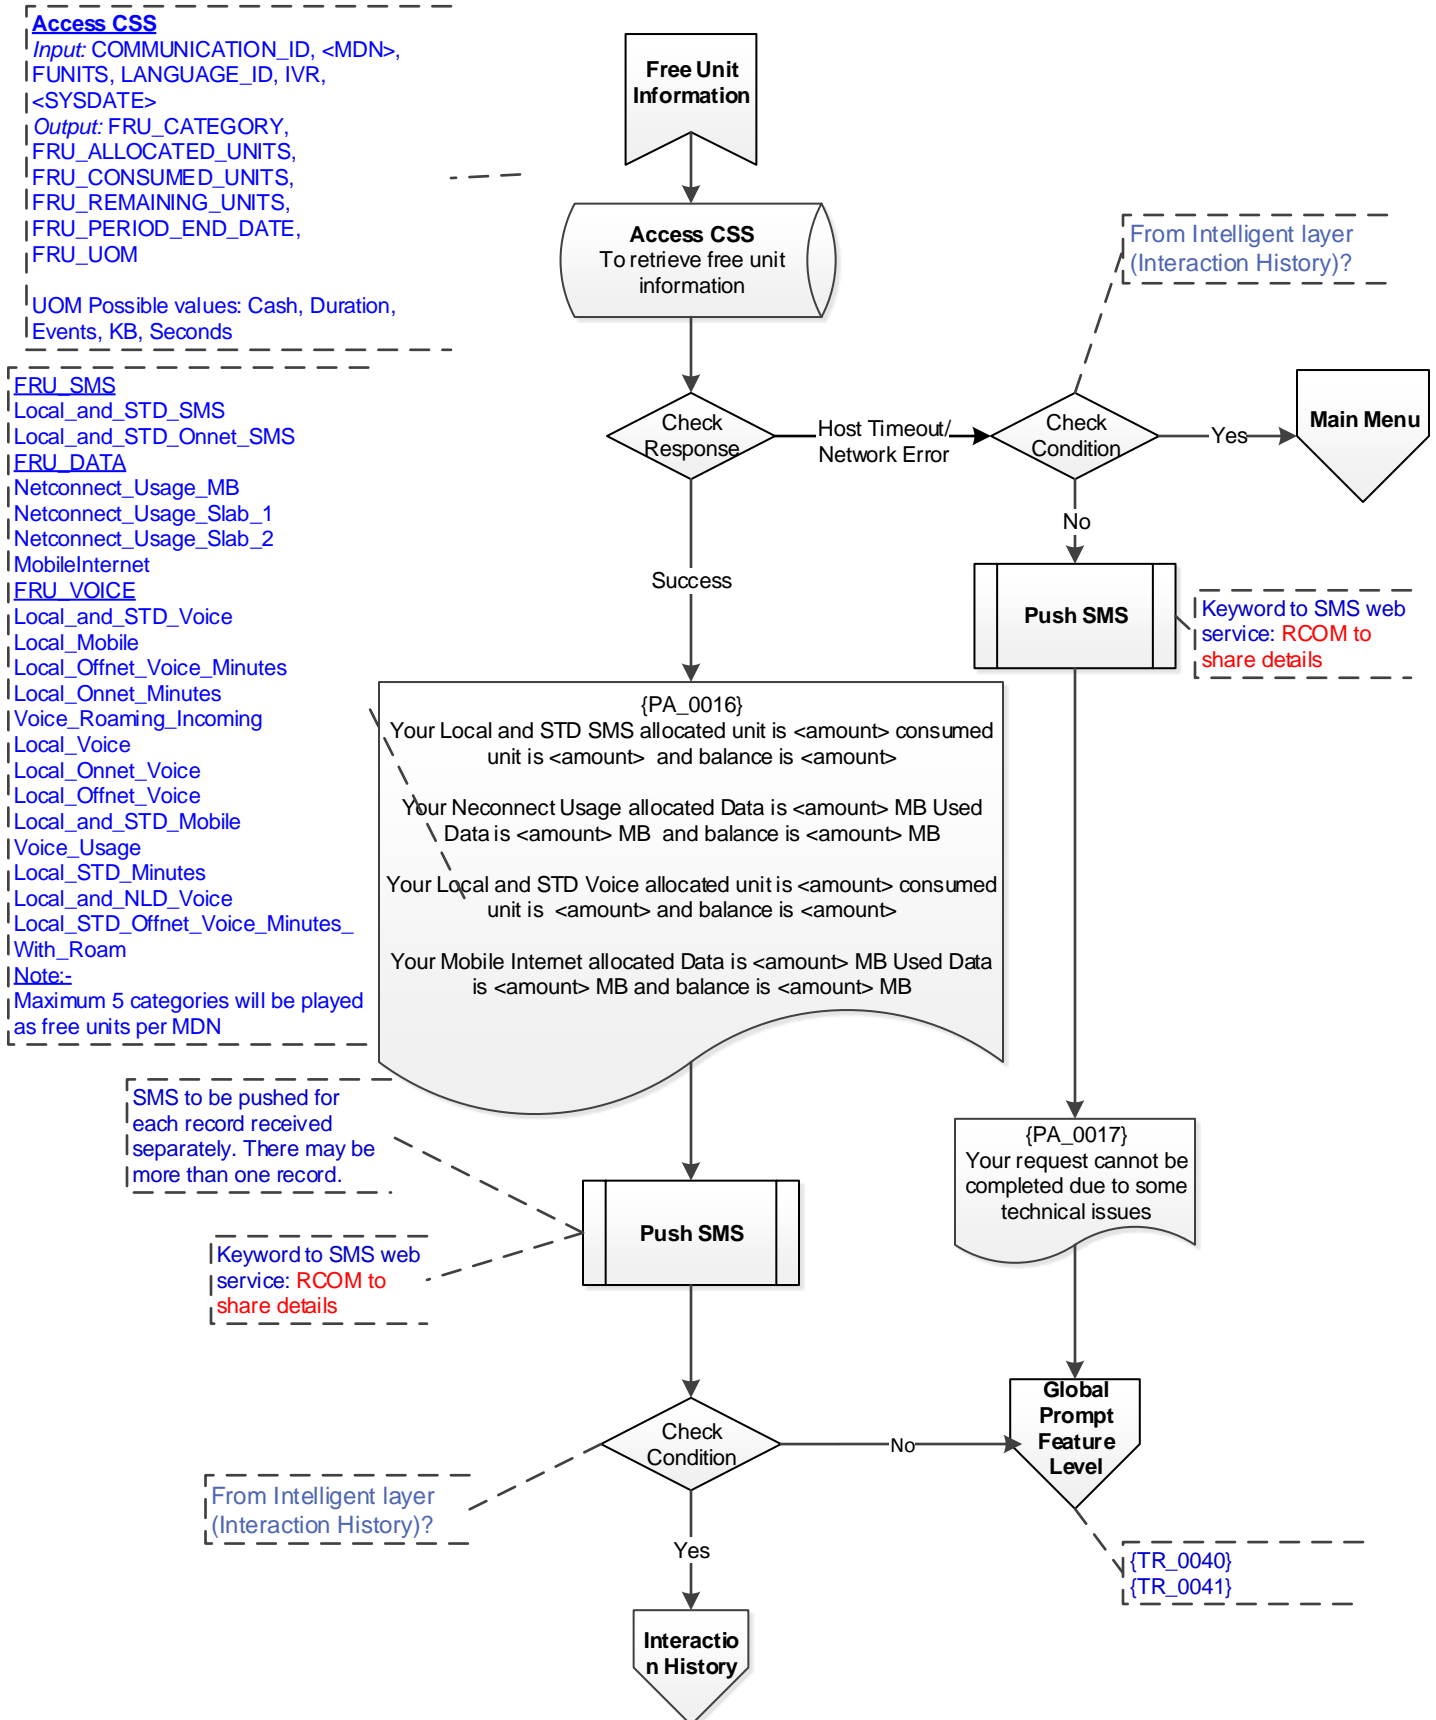 Access CSS
Input: COMMUNICATION_ID, <MDN>,
FUNITS, LANGUAGE_ID, IVR,
<SYSDATE>
Output: FRU_CATEGORY,
FRU_ALLOCATED_UNITS,
FRU_CONSUMED_UNITS,
FRU_REMAINING_UNITS,
FRU_PERIOD_END_DATE,
FRU_UOM
UOM Possible values: Cash, Duration,
Events, KB, Seconds
Free Unit
Information
Access CSS
To retrieve free unit
information
From Intelligent layer
(Interaction History)?
Check
Response
Host Timeout/
Network Error
Check
Condition
Yes
Main Menu
No
Success
Push SMS
Keyword to SMS web
service: RCOM to
share details
FRU_SMS
Local_and_STD_SMS
Local_and_STD_Onnet_SMS
FRU_DATA
Netconnect_Usage_MB
Netconnect_Usage_Slab_1
Netconnect_Usage_Slab_2
MobileInternet
FRU_VOICE
Local_and_STD_Voice
Local_Mobile
Local_Offnet_Voice_Minutes
Local_Onnet_Minutes
Voice_Roaming_Incoming
Local_Voice
Local_Onnet_Voice
Local_Offnet_Voice
Local_and_STD_Mobile
Voice_Usage
Local_STD_Minutes
Local_and_NLD_Voice
Local_STD_Offnet_Voice_Minutes_
With_Roam
Note:-
Maximum 5 categories will be played
as free units per MDN
{PA_0016}
Your Local and STD SMS allocated unit is <amount> consumed
unit is <amount>  and balance is <amount>
Your Neconnect Usage allocated Data is <amount> MB Used
Data is <amount> MB  and balance is <amount> MB
Your Local and STD Voice allocated unit is <amount> consumed
unit is  <amount> and balance is <amount>
Your Mobile Internet allocated Data is <amount> MB Used Data
is <amount> MB and balance is <amount> MB
SMS to be pushed for
each record received
separately. There may be
more than one record.
{PA_0017}
Your request cannot be
completed due to some
technical issues
Push SMS
Keyword to SMS web
service: RCOM to
share details
Check
Condition
No
Global
Prompt
Feature
Level
From Intelligent layer
(Interaction History)?
Yes
{TR_0040}
{TR_0041}
Interactio
n History